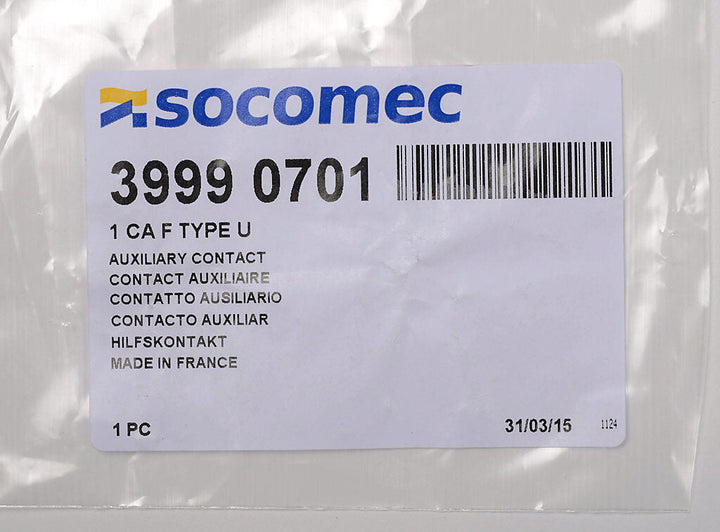 socomec
3999 0701
1 CA F TYPE U
AUXILIARY CONTACT
CONTACT AUXILIAIRE
CONTATTO AUSILIARIO
CONTACTO AUXILIAR
HILFSKONTAKT
MADE IN FRANCE
1 PC 31/03/15 1124